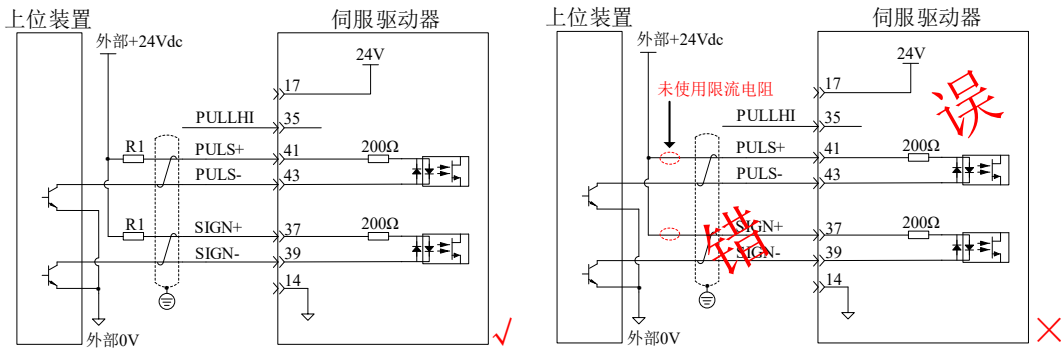 上位装置
伺服驱动器
外部+24Vdc
24V
17
PULLHI
35
R1
PULS+
41
200Ω
PULS-
43
R1
SIGN+
37
200Ω
SIGN-
39
14
外部0V
√
上位装置
伺服驱动器
外部+24Vdc
24V
17
未使用限流电阻
误
PULLHI
35
PULS+
41
200Ω
PULS-
43
错
SIGN+
37
200Ω
SIGN-
39
14
外部0V
×